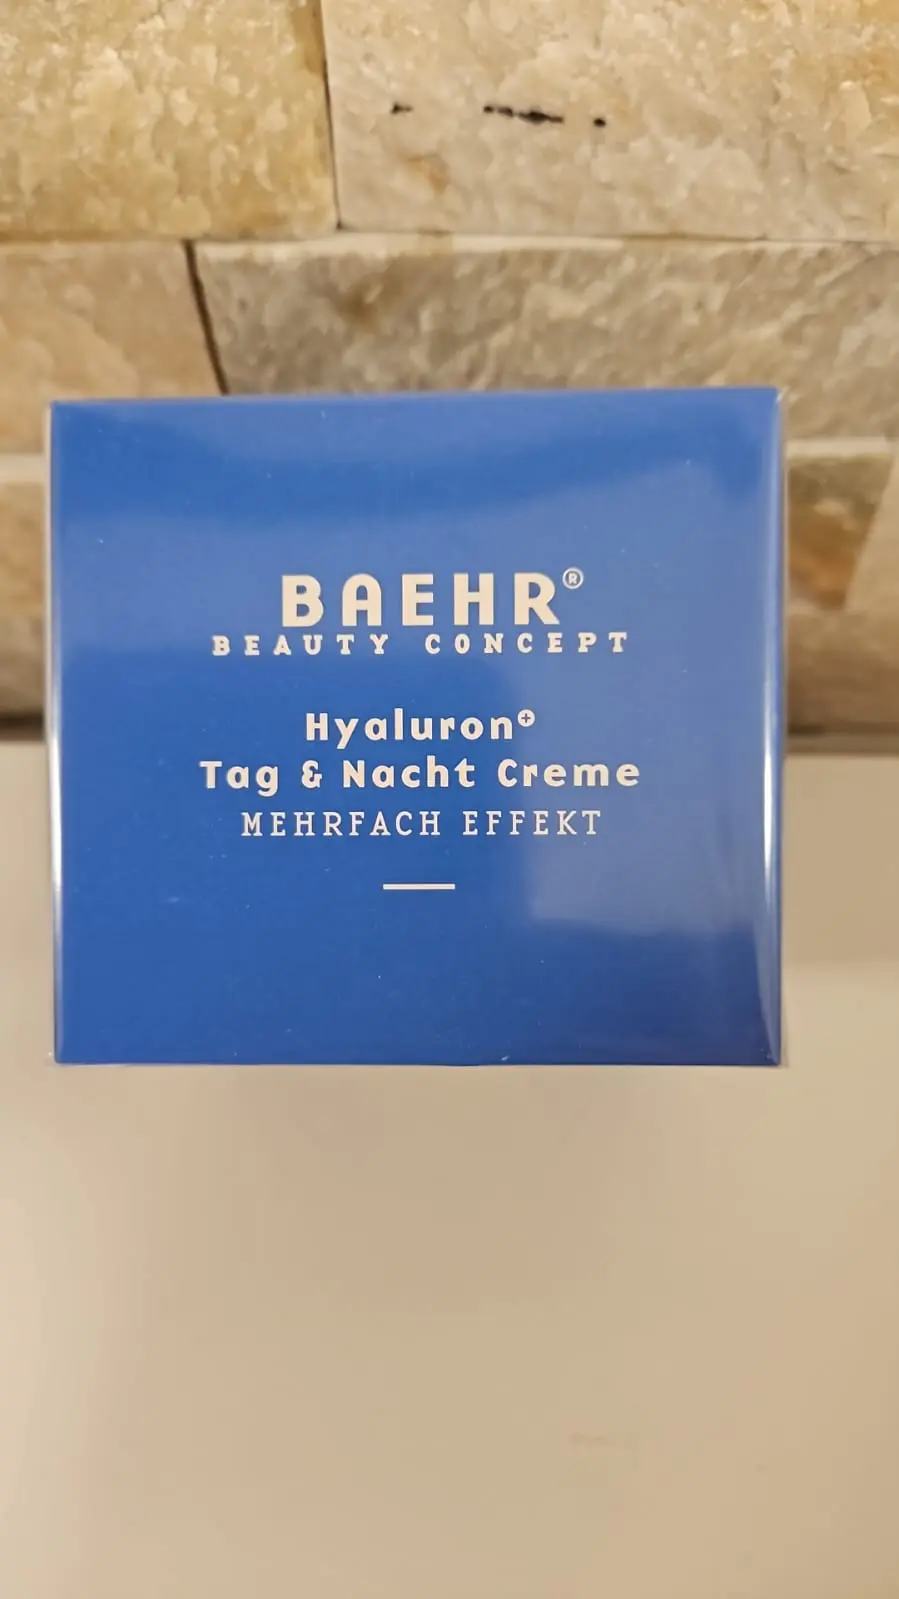 BAEHR®
BEAUTY CONCEPT
Hyaluron⊕
Tag & Nacht Creme
MEHRFACH EFFEKT